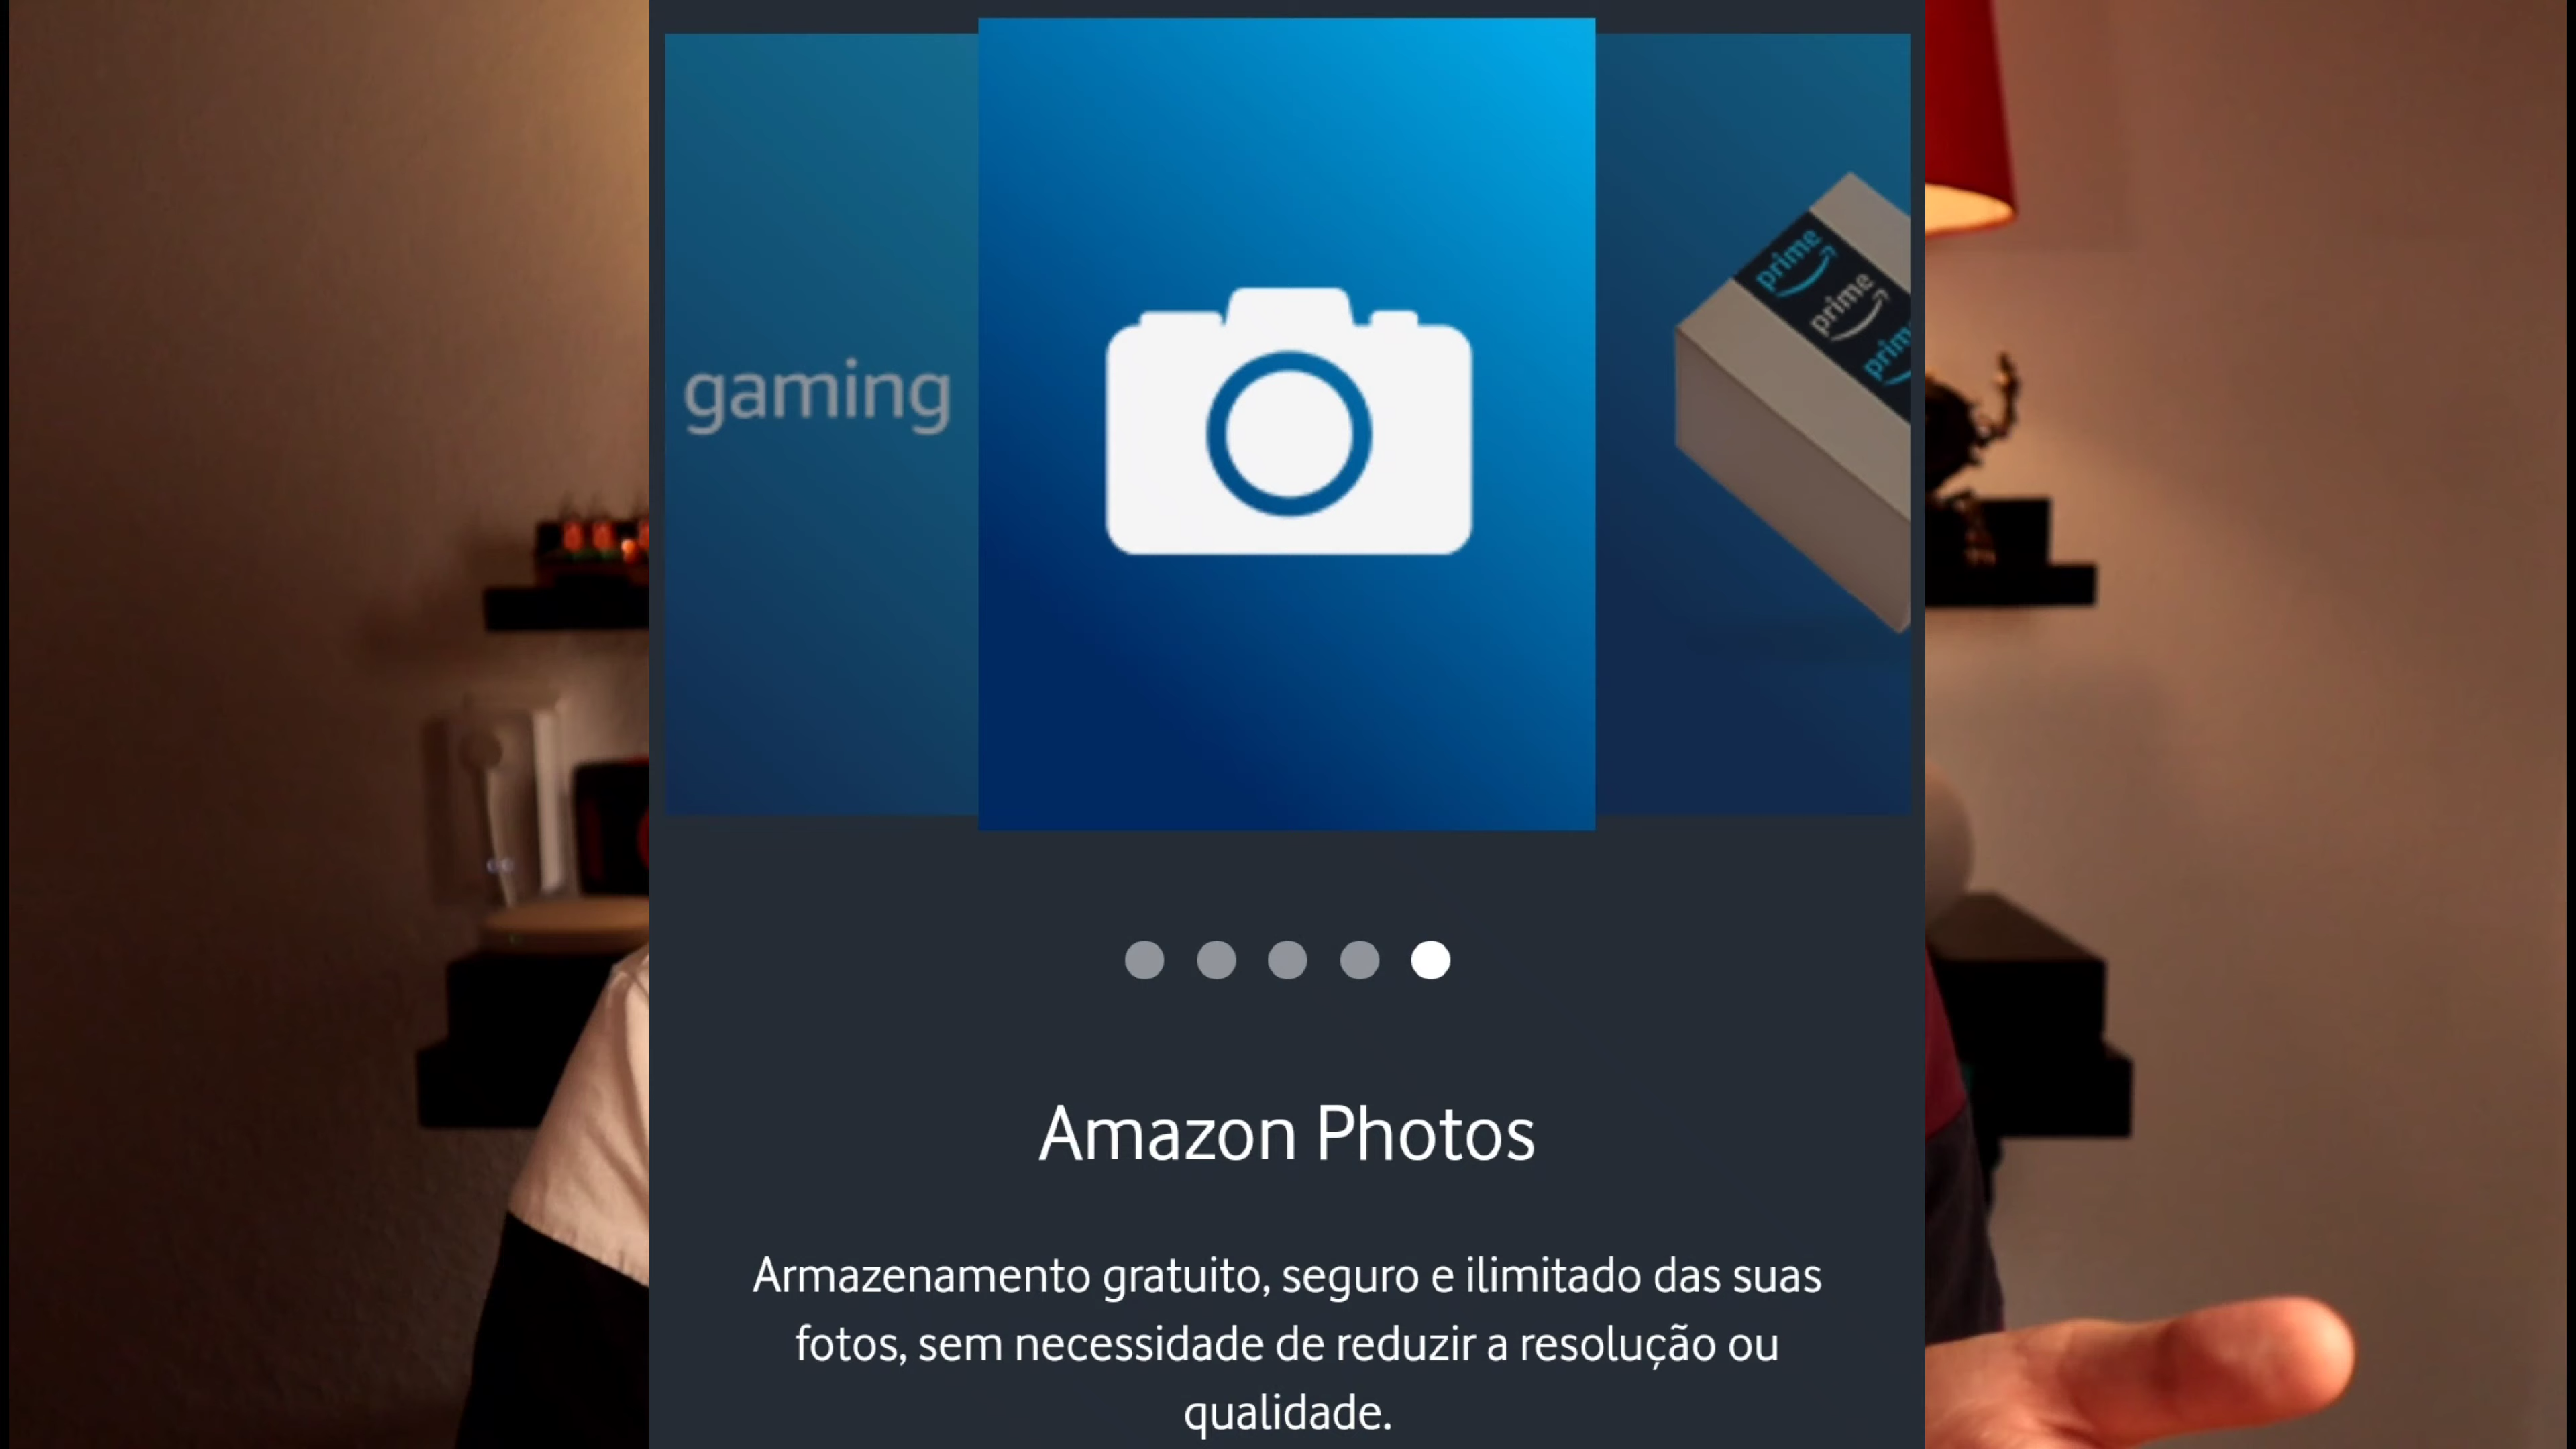 gaming
prime
prime
prime
Amazon Photos
Armazenamento gratuito, seguro e ilimitado das suas
fotos, sem necessidade de reduzir a resolução ou
qualidade.